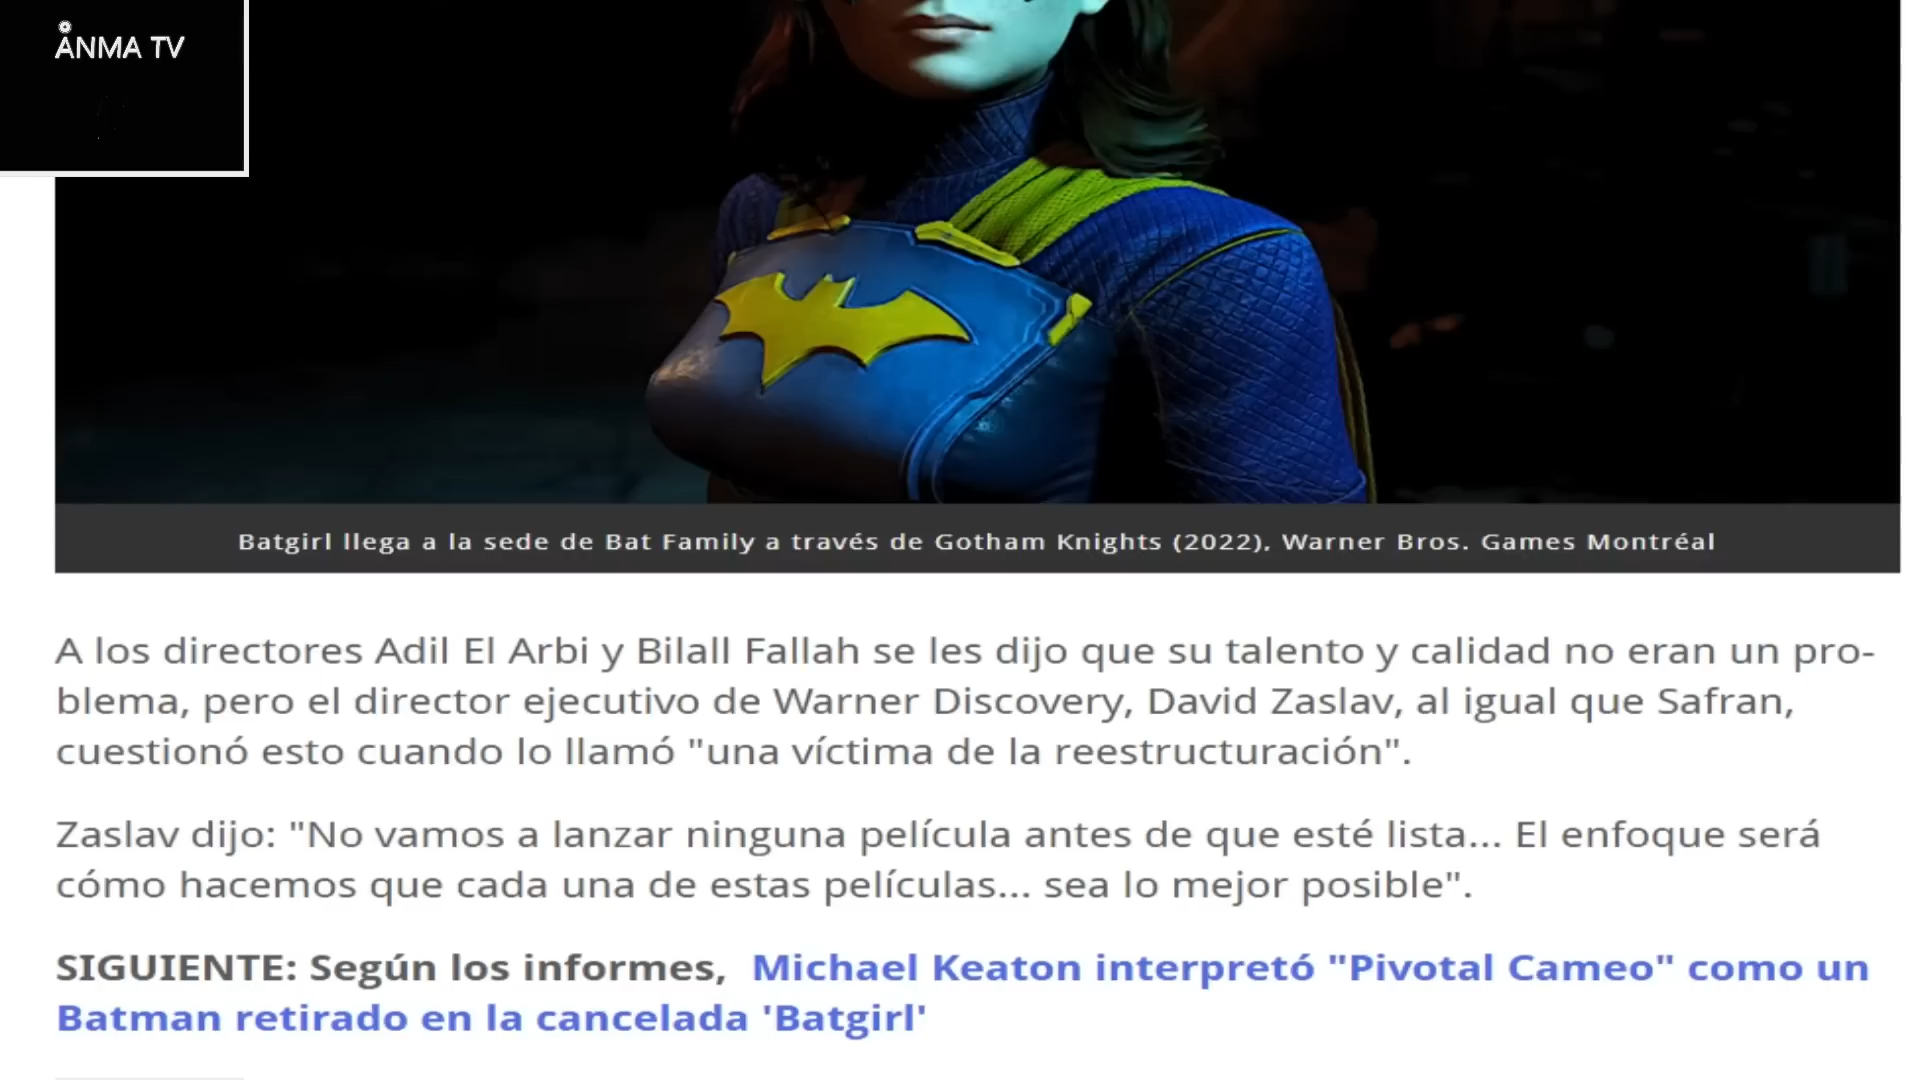 ÅNMA TV
Batgirl llega a la sede de Bat Family a través de Gotham Knights (2022), Warner Bros. Games Montréal
A los directores Adil El Arbi y Bilall Fallah se les dijo que su talento y calidad no eran un pro-
blema, pero el director ejecutivo de Warner Discovery, David Zaslav, al igual que Safran,
cuestionó esto cuando lo llamó "una víctima de la reestructuración".
Zaslav dijo: "No vamos a lanzar ninguna película antes de que esté lista... El enfoque será
cómo hacemos que cada una de estas películas... sea lo mejor posible".
SIGUIENTE: Según los informes, Michael Keaton interpretó "Pivotal Cameo" como un
Batman retirado en la cancelada 'Batgirl'